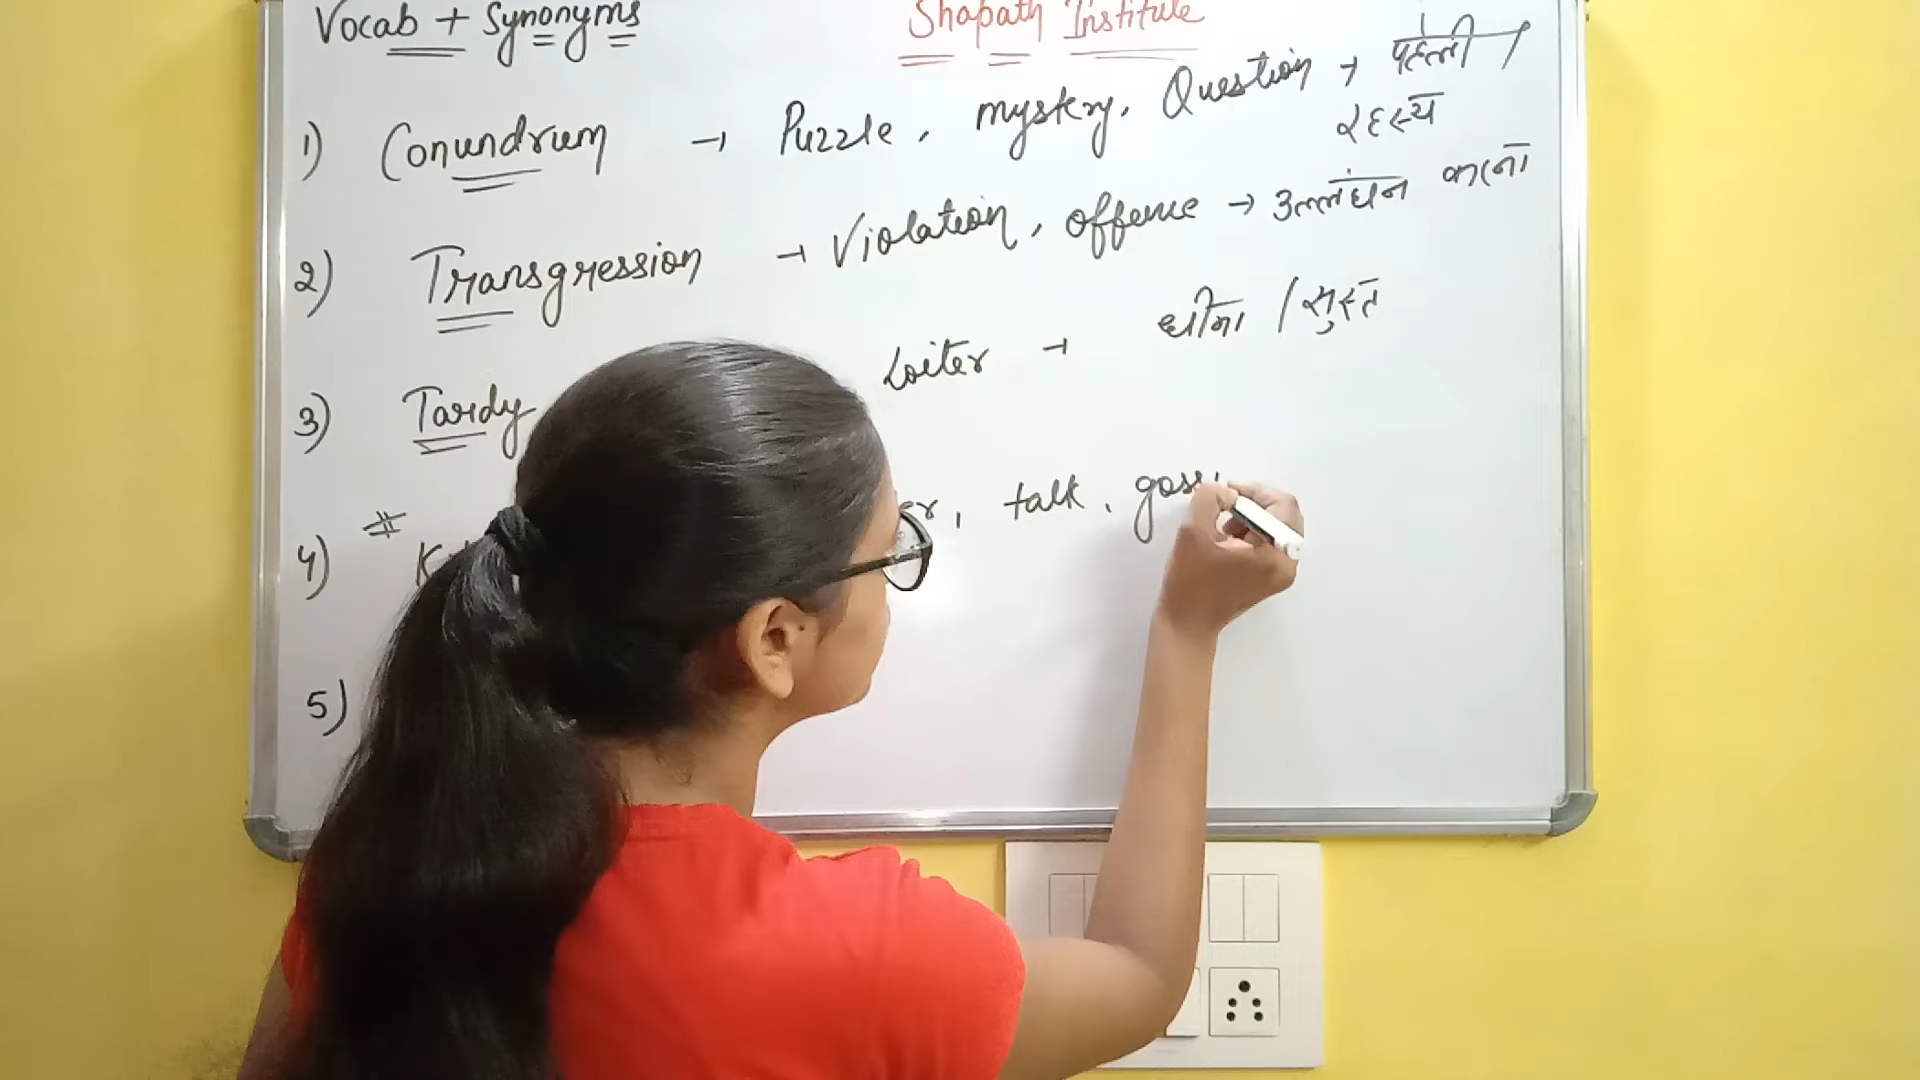 Vocab + Synonyms
Shapath Institute
1) Conundrum → Puzzle, mystery, Question → पहेली /
रहस्य
2) Transgression → Violation, offence → उल्लंघन करना
3) Tardy Loiter → धीमा / सुस्त
4) talk, goss
5)